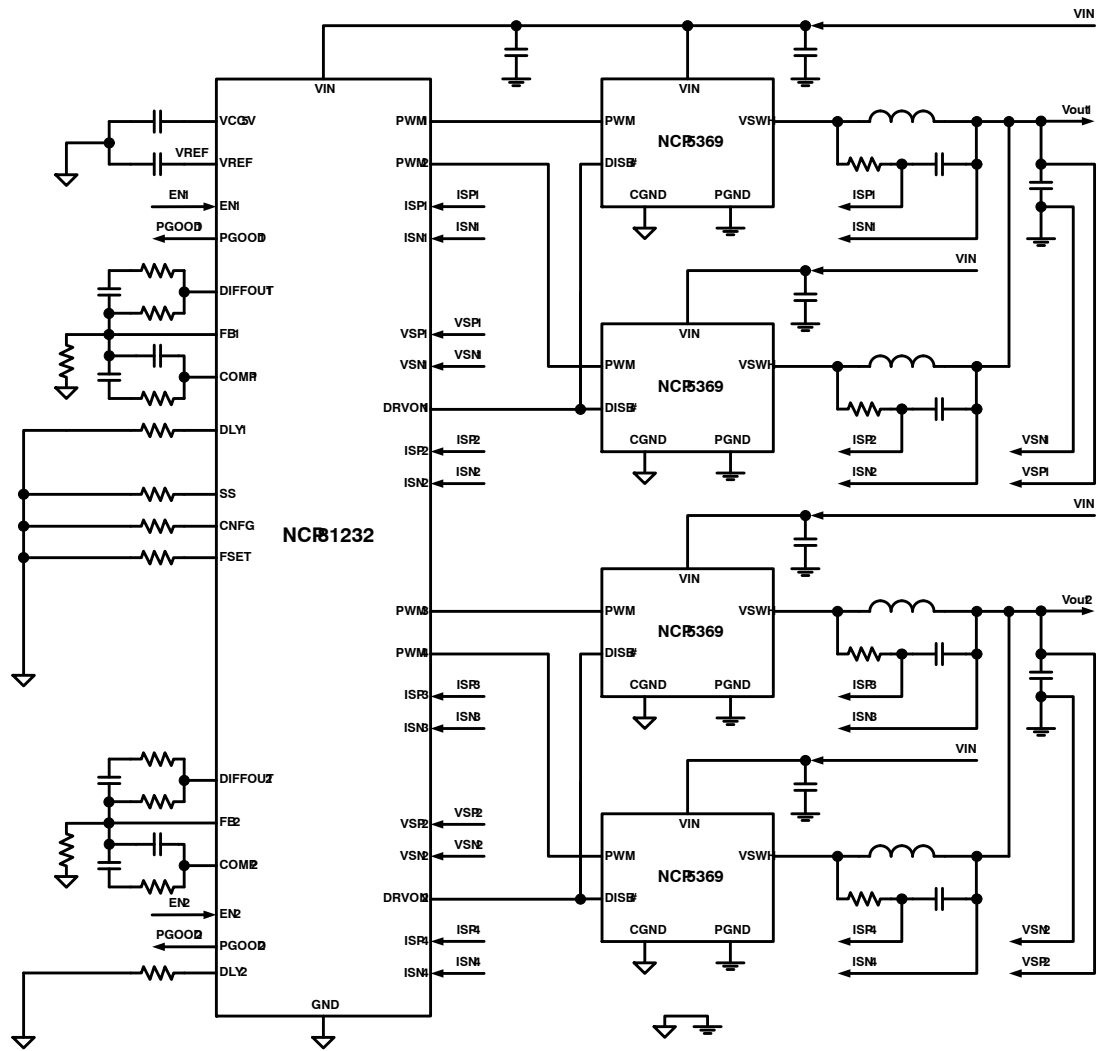 VIN
VIN
VIN
Vout1
VCC5V
PWM1
PWM
VSWH
NCP5369
VREF
VREF
PWM2
DISB#
EN1
EN1
ISP1
ISP1
CGND
PGND
ISP1
PGOOD1
PGOOD1
ISN1
ISN1
ISN1
VIN
DIFFOUT1
VIN
FB1
VSP1
VSP1
VSN1
VSN1
PWM
VSWH
COMP1
NCP5369
DRVON1
DISB#
DLY1
ISP2
ISP2
CGND
PGND
ISP2
VSN1
ISN2
ISN2
ISN2
VSP1
SS
VIN
CNFG
NCP81232
FSET
VIN
Vout2
PWM3
PWM
VSWH
NCP5369
PWM4
DISB#
ISP3
ISP3
CGND
PGND
ISP3
ISN3
ISN3
ISN3
VIN
DIFFOUT2
FB2
VSP2
VSP2
VIN
VSN2
VSN2
PWM
VSWH
COMP2
NCP5369
EN2
DRVON2
DISB#
EN2
PGOOD2
PGOOD2
ISP4
ISP4
CGND
PGND
ISP4
VSN2
DLY2
ISN4
ISN4
ISN4
VSP2
GND